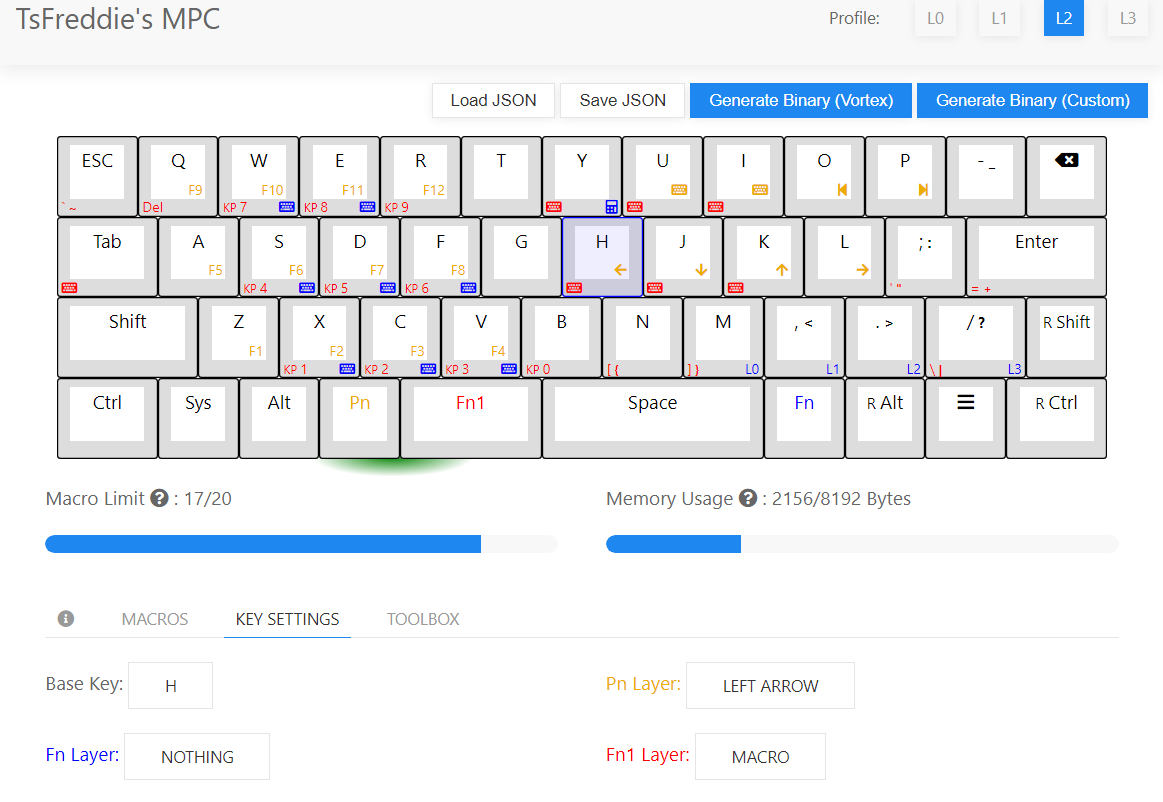 TsFreddie's MPC
Profile: L0 L1 L2 L3
Load JSON Save JSON Generate Binary (Vortex) Generate Binary (Custom)
ESC Q W E R T Y U I O P - _
F9 F10 F11 F12
` ~ Del KP 7 KP 8 KP 9
Tab A S D F G H J K L ; : Enter
F5 F6 F7 F8
KP 4 KP 5 KP 6 ' " = +
Shift Z X C V B N M , < . > / ? R Shift
F1 F2 F3 F4
KP 1 KP 2 KP 3 KP 0 [ { ] } L0 L1 L2 \ | L3
Ctrl Sys Alt Pn Fn1 Space Fn R Alt R Ctrl
Macro Limit ? : 17/20 Memory Usage ? : 2156/8192 Bytes
MACROS KEY SETTINGS TOOLBOX
Base Key: H Pn Layer: LEFT ARROW
Fn Layer: NOTHING Fn1 Layer: MACRO